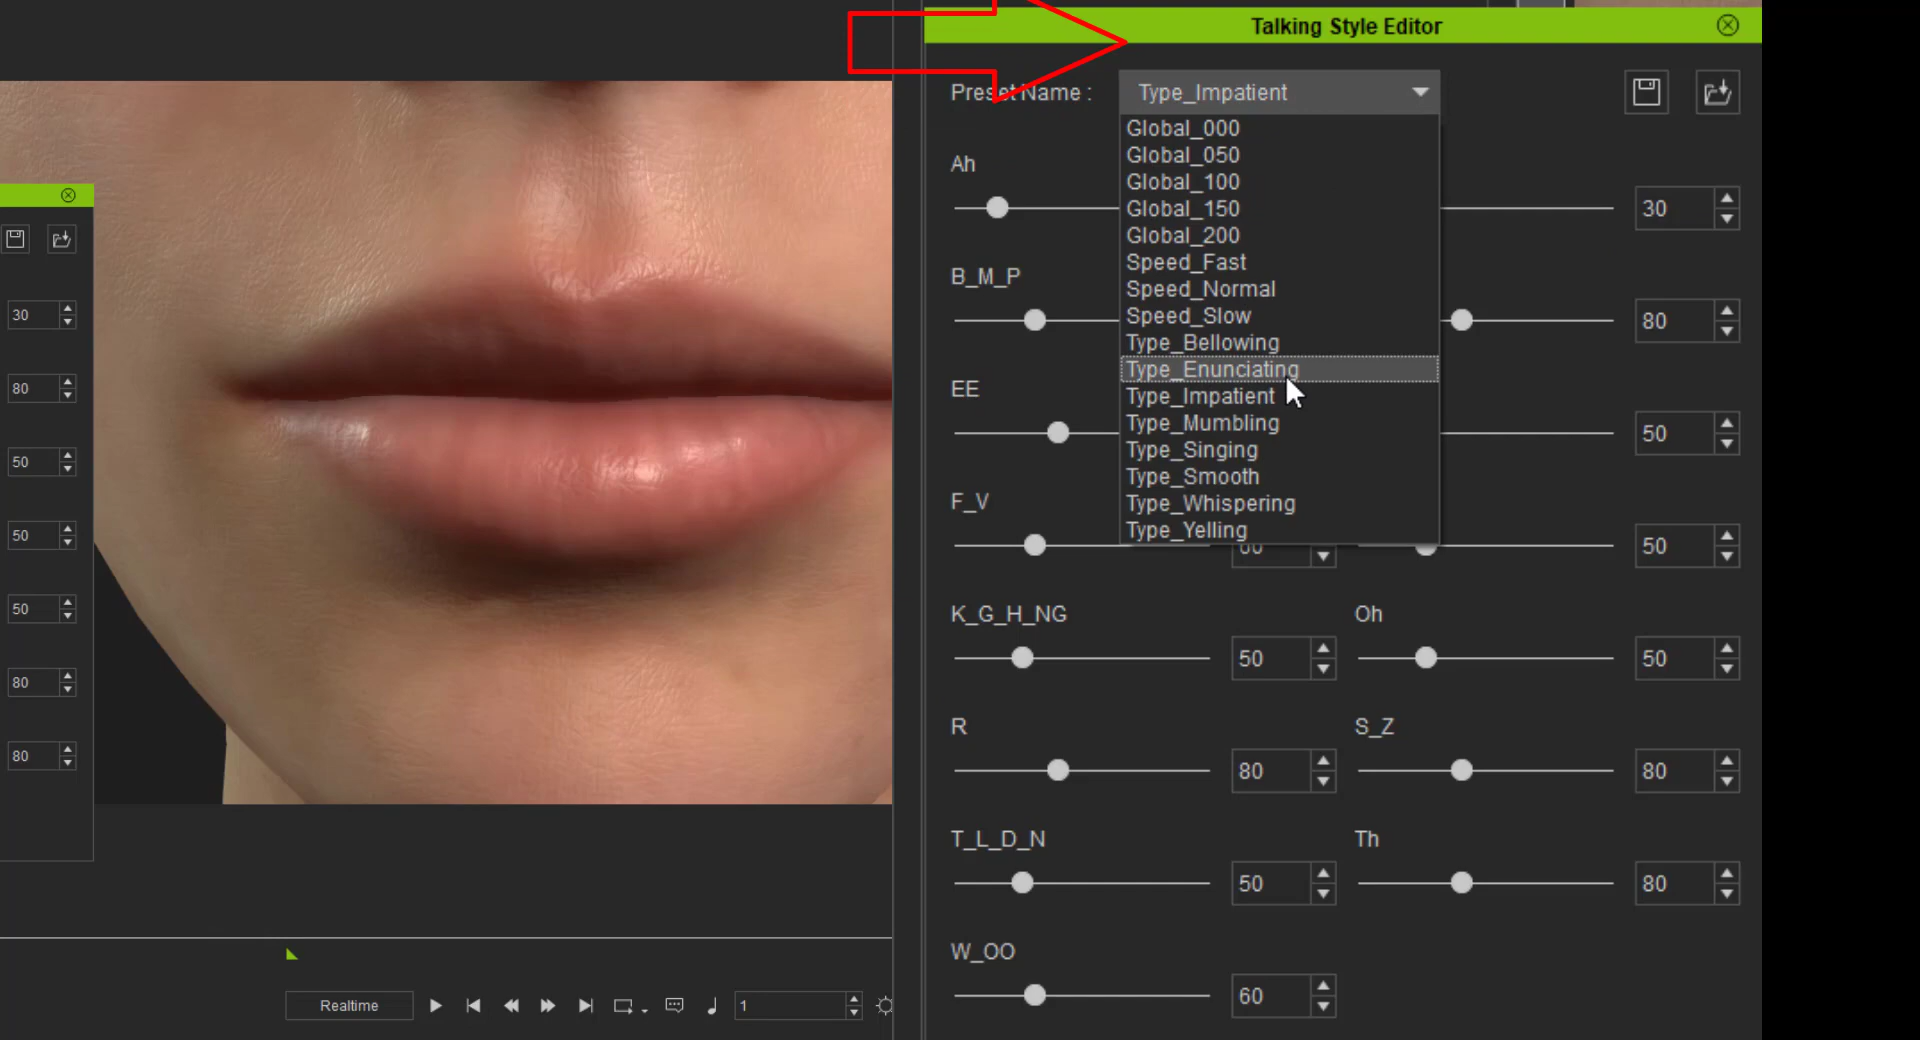 Talking Style Editor
Preset Name :
Type_Impatient
Global_000
Global_050
Global_100
Global_150
Global_200
Speed_Fast
Speed_Normal
Speed_Slow
Type_Bellowing
Type_Enunciating
Type_Impatient
Type_Mumbling
Type_Singing
Type_Smooth
Type_Whispering
Type_Yelling
Ah
30
B_M_P
80
EE
50
F_V
50
K_G_H_NG
50
Oh
50
R
80
S_Z
80
T_L_D_N
50
Th
80
W_OO
60
30
80
50
50
50
80
80
Realtime
1